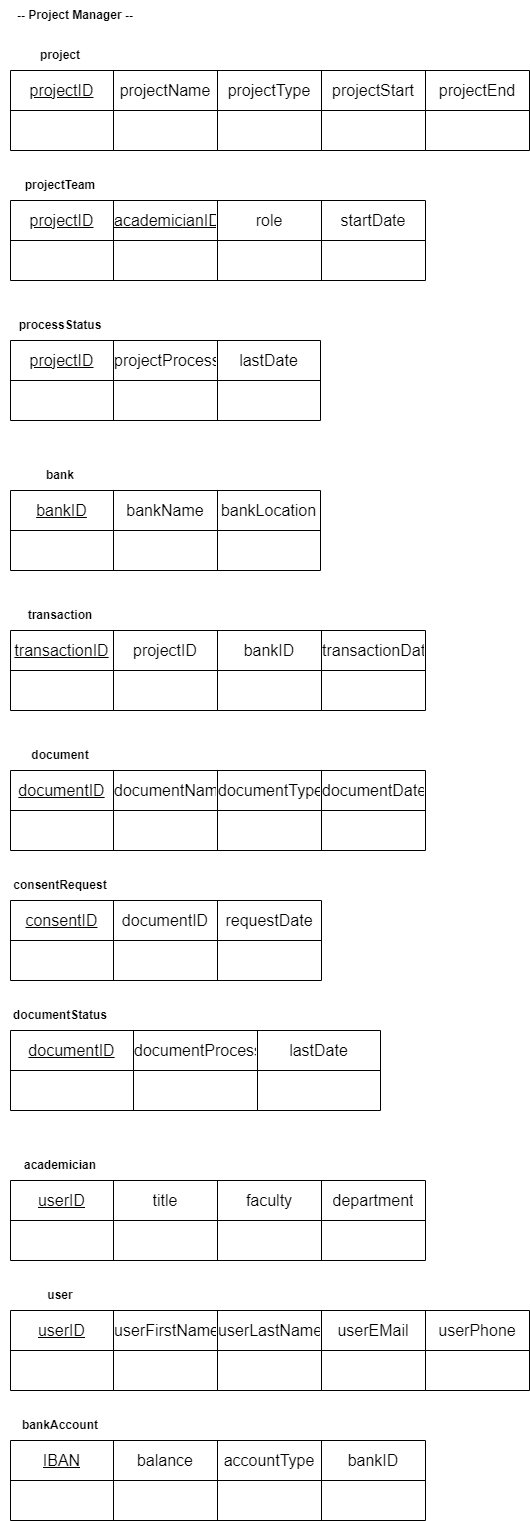 -- Project Manager --
project
projectID projectName projectType projectStart projectEnd
projectTeam
projectID academicianID role startDate
processStatus
projectID projectProcess lastDate
bank
bankID bankName bankLocation
transaction
transactionID projectID bankID transactionDat
document
documentID documentNam documentType documentDate
consentRequest
consentID documentID requestDate
documentStatus
documentID documentProcess lastDate
academician
userID title faculty department
user
userID userFirstName userLastName userEMail userPhone
bankAccount
IBAN balance accountType bankID